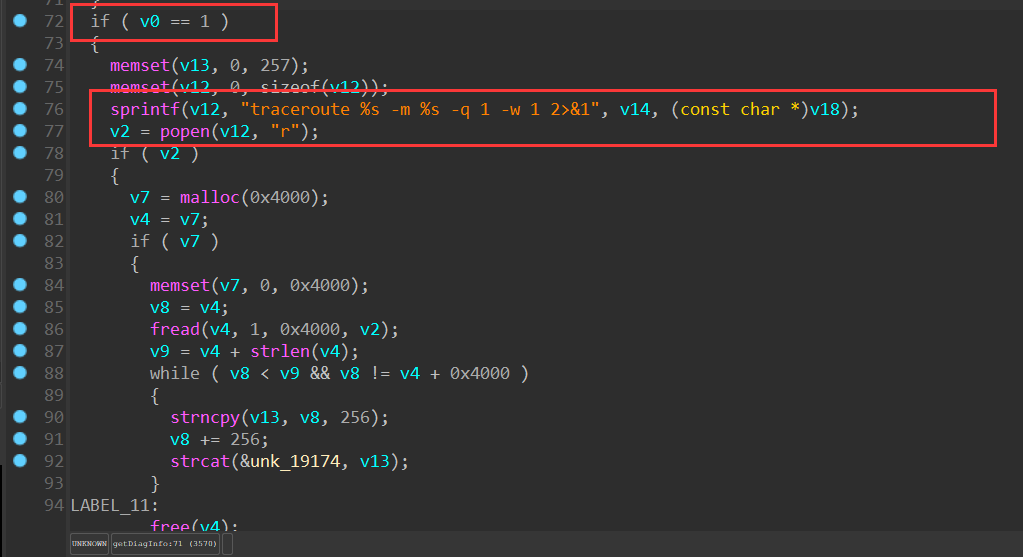 71 }
72 if ( v0 == 1 )
73 {
74 memset(v13, 0, 257);
75 memset(v12, 0, sizeof(v12));
76 sprintf(v12, "traceroute %s -m %s -q 1 -w 1 2>&1", v14, (const char *)v18);
77 v2 = popen(v12, "r");
78 if ( v2 )
79 {
80 v7 = malloc(0x4000);
81 v4 = v7;
82 if ( v7 )
83 {
84 memset(v7, 0, 0x4000);
85 v8 = v4;
86 fread(v4, 1, 0x4000, v2);
87 v9 = v4 + strlen(v4);
88 while ( v8 < v9 && v8 != v4 + 0x4000 )
89 {
90 strncpy(v13, v8, 256);
91 v8 += 256;
92 strcat(&unk_19174, v13);
93 }
94 LABEL_11:
free(v4);
UNKNOWN getDiagInfo:71 (3570)